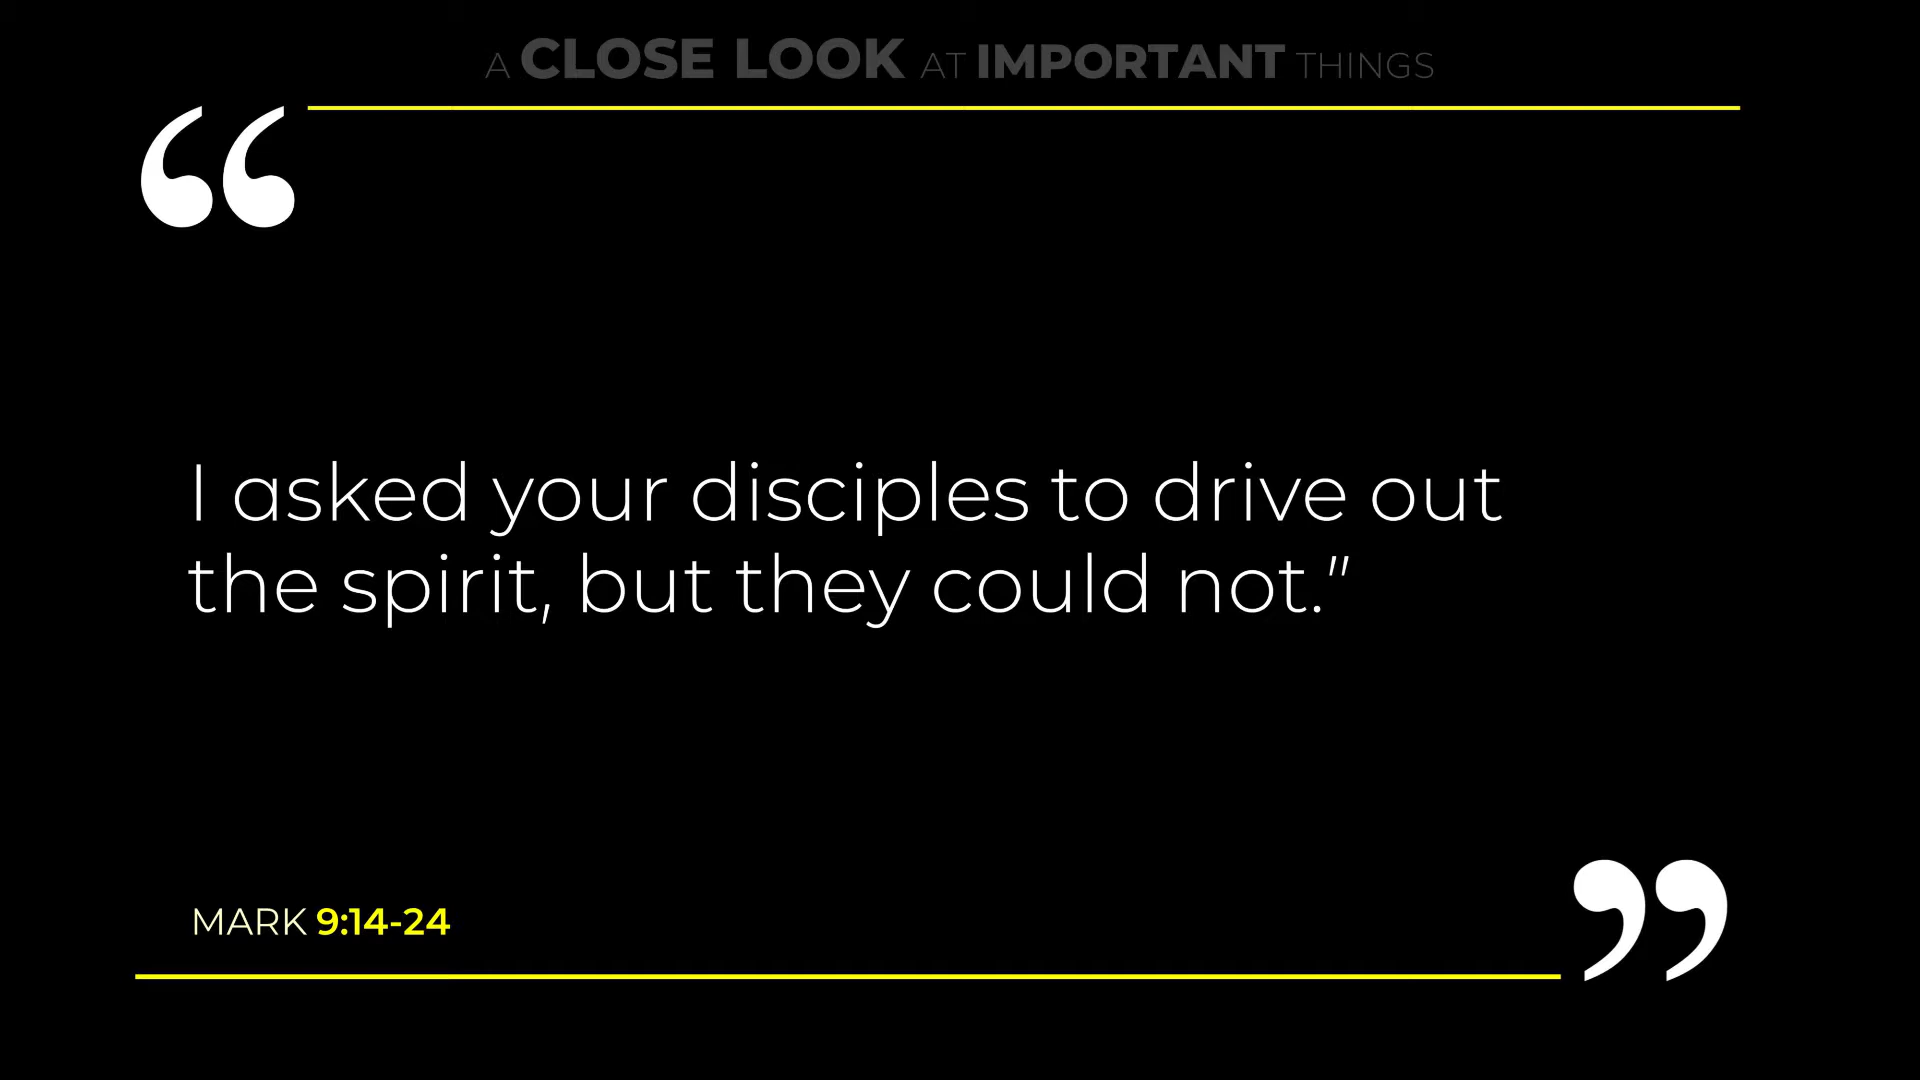 A CLOSE LOOK AT IMPORTANT THINGS
“
I asked your disciples to drive out
the spirit, but they could not.”
MARK 9:14-24
”